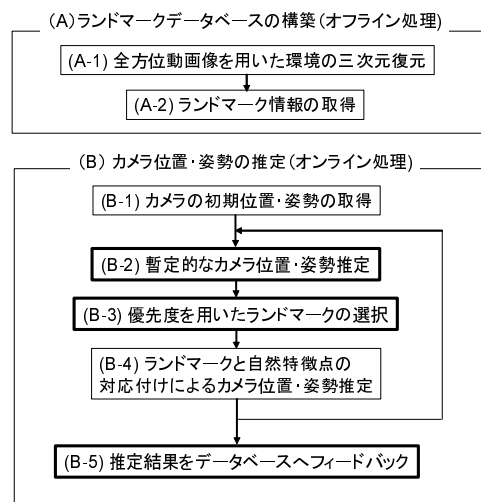 (A)ランドマークデータベースの構築(オフライン処理)
(A-1) 全方位動画像を用いた環境の三次元復元
(A-2) ランドマーク情報の取得
(B) カメラ位置・姿勢の推定(オンライン処理)
(B-1) カメラの初期位置・姿勢の取得
(B-2) 暫定的なカメラ位置・姿勢推定
(B-3) 優先度を用いたランドマークの選択
(B-4) ランドマークと自然特徴点の
対応付けによるカメラ位置・姿勢推定
(B-5) 推定結果をデータベースへフィードバック